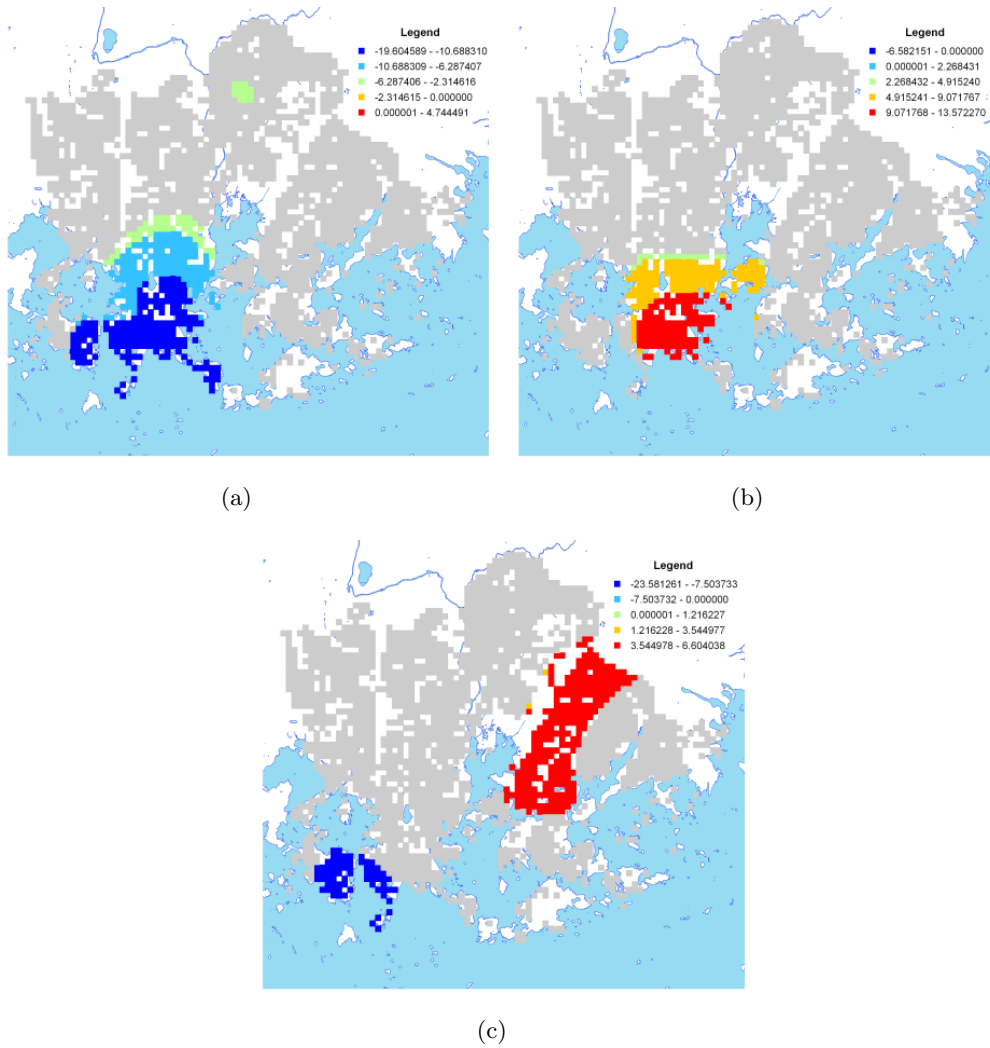 Legend
-19.604589 - -10.688310
-10.688309 - -6.287407
-6.287406 - -2.314616
-2.314615 - 0.000000
0.000001 - 4.744491
Legend
-6.582151 - 0.000000
0.000001 - 2.268431
2.268432 - 4.915240
4.915241 - 9.071767
9.071768 - 13.572270
(a)
(b)
Legend
-23.581261 - -7.503733
-7.503732 - 0.000000
0.000001 - 1.216227
1.216228 - 3.544977
3.544978 - 6.604038
(c)